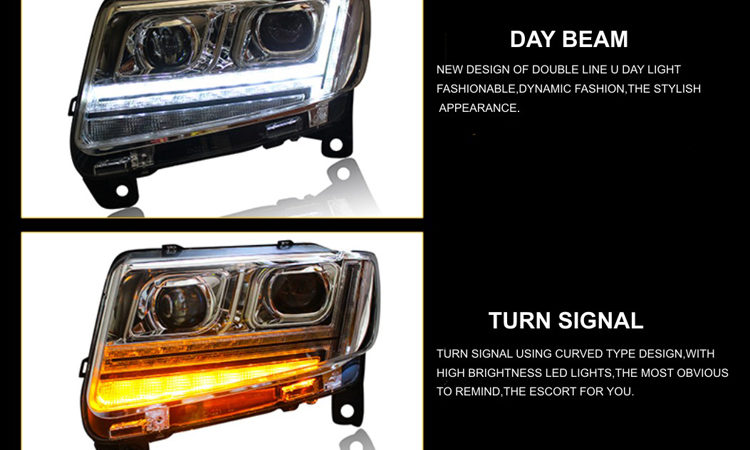 DAY BEAM
NEW DESIGN OF DOUBLE LINE U DAY LIGHT
FASHIONABLE,DYNAMIC FASHION,THE STYLISH
APPEARANCE.
TURN SIGNAL
TURN SIGNAL USING CURVED TYPE DESIGN,WITH
HIGH BRIGHTNESS LED LIGHTS,THE MOST OBVIOUS
TO REMIND,THE ESCORT FOR YOU.